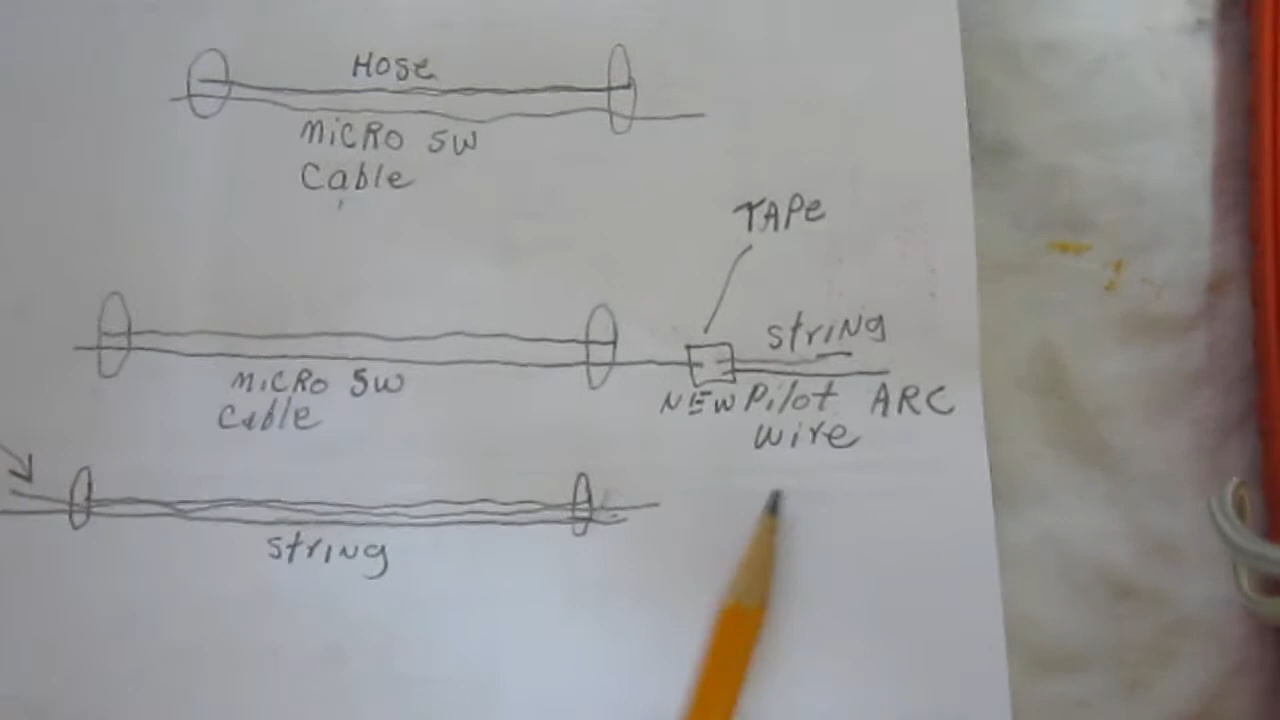 Hose
MiCRO SW
Cable
TAPe
striNg
MiCRO SW
Cable
NEW Pilot ARC
wire
striNg